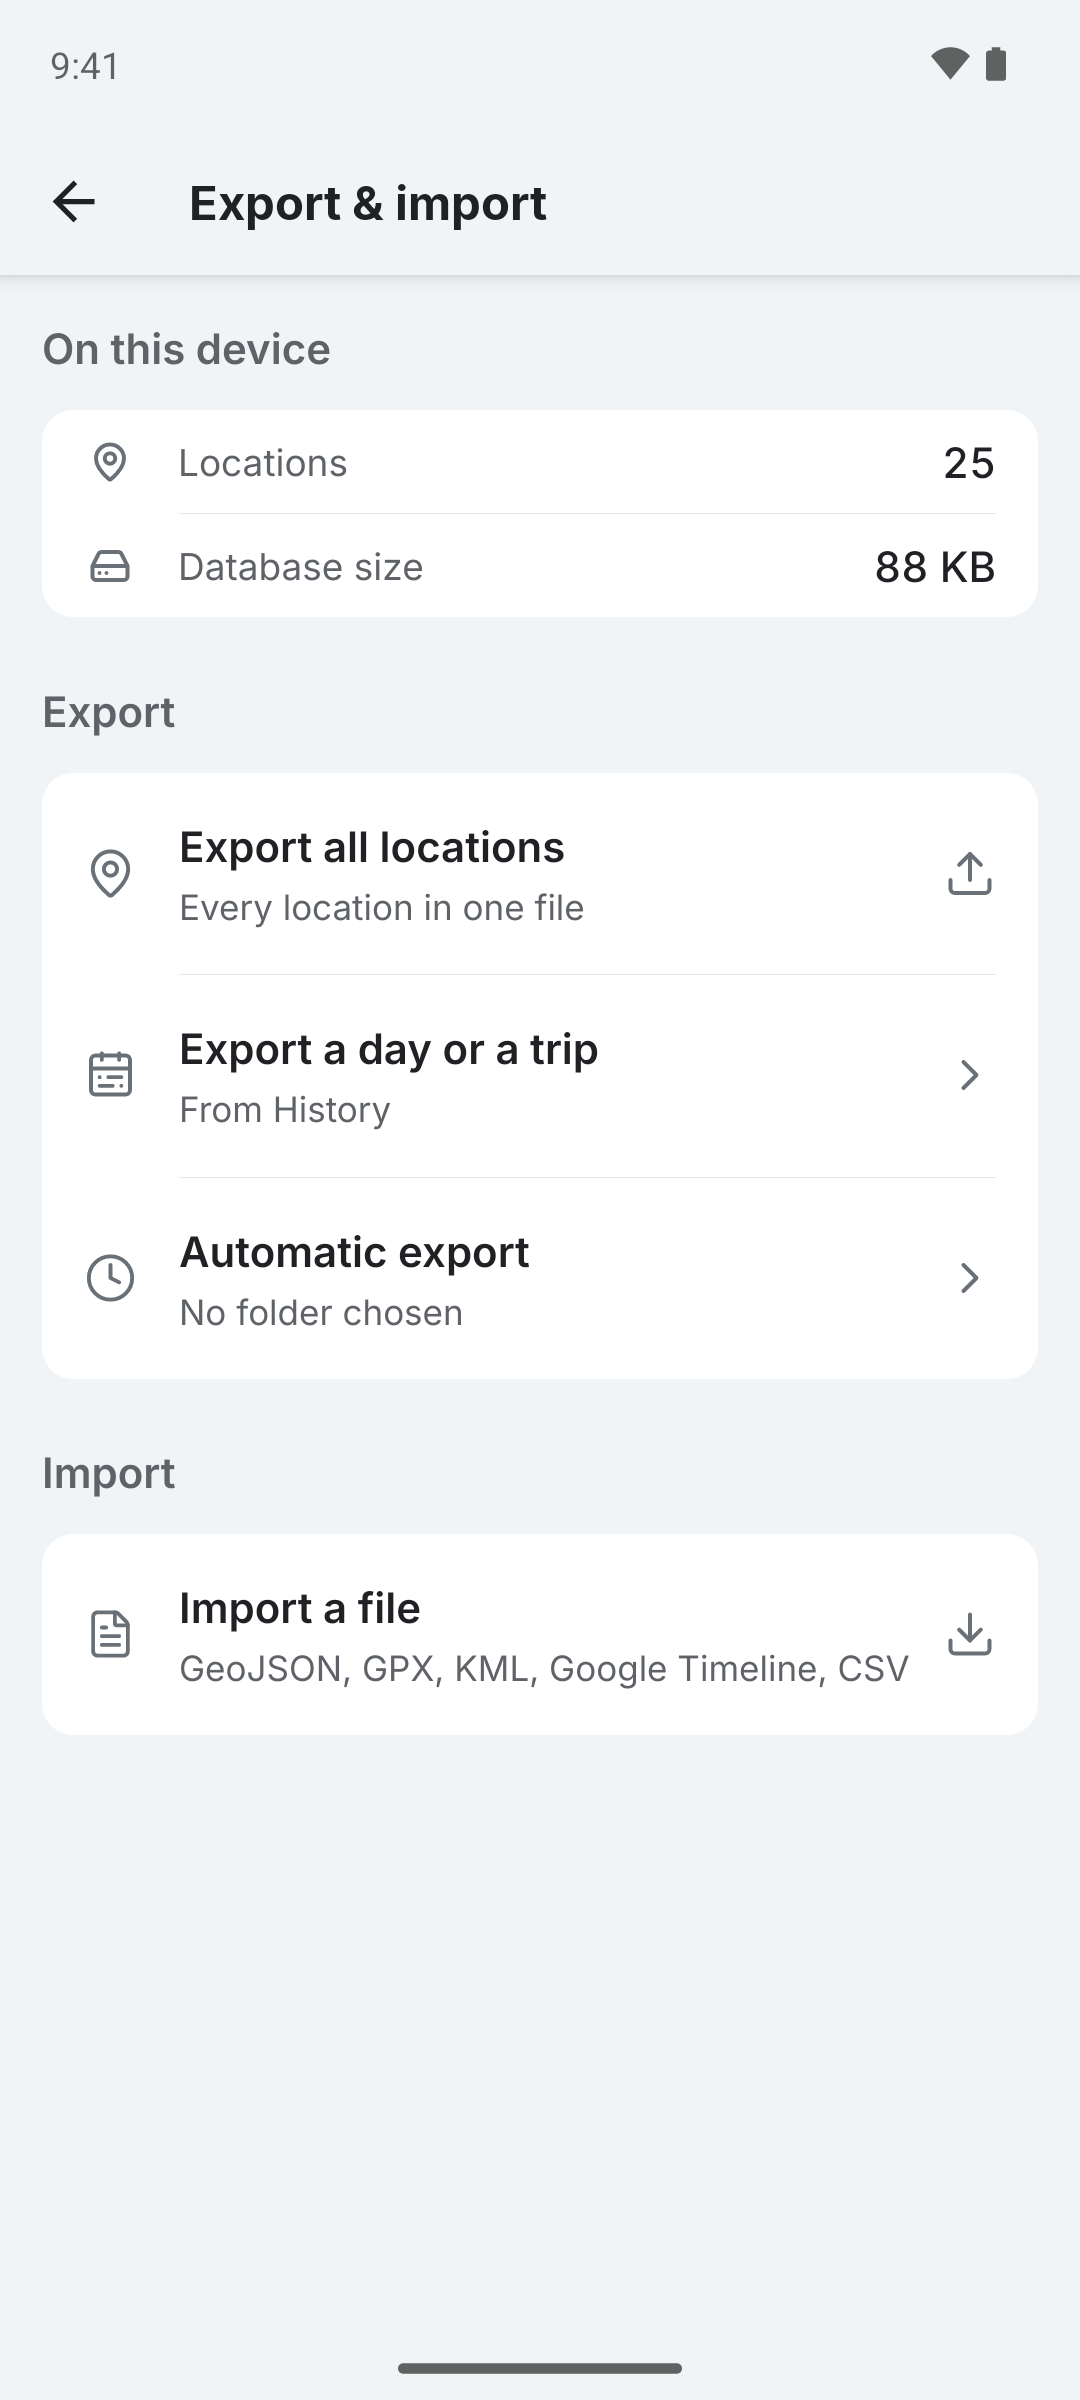 9:41
Export & import
On this device
Locations
25
Database size
88 KB
Export
Export all locations
Every location in one file
Export a day or a trip
From History
Automatic export
No folder chosen
Import
Import a file
GeoJSON, GPX, KML, Google Timeline, CSV